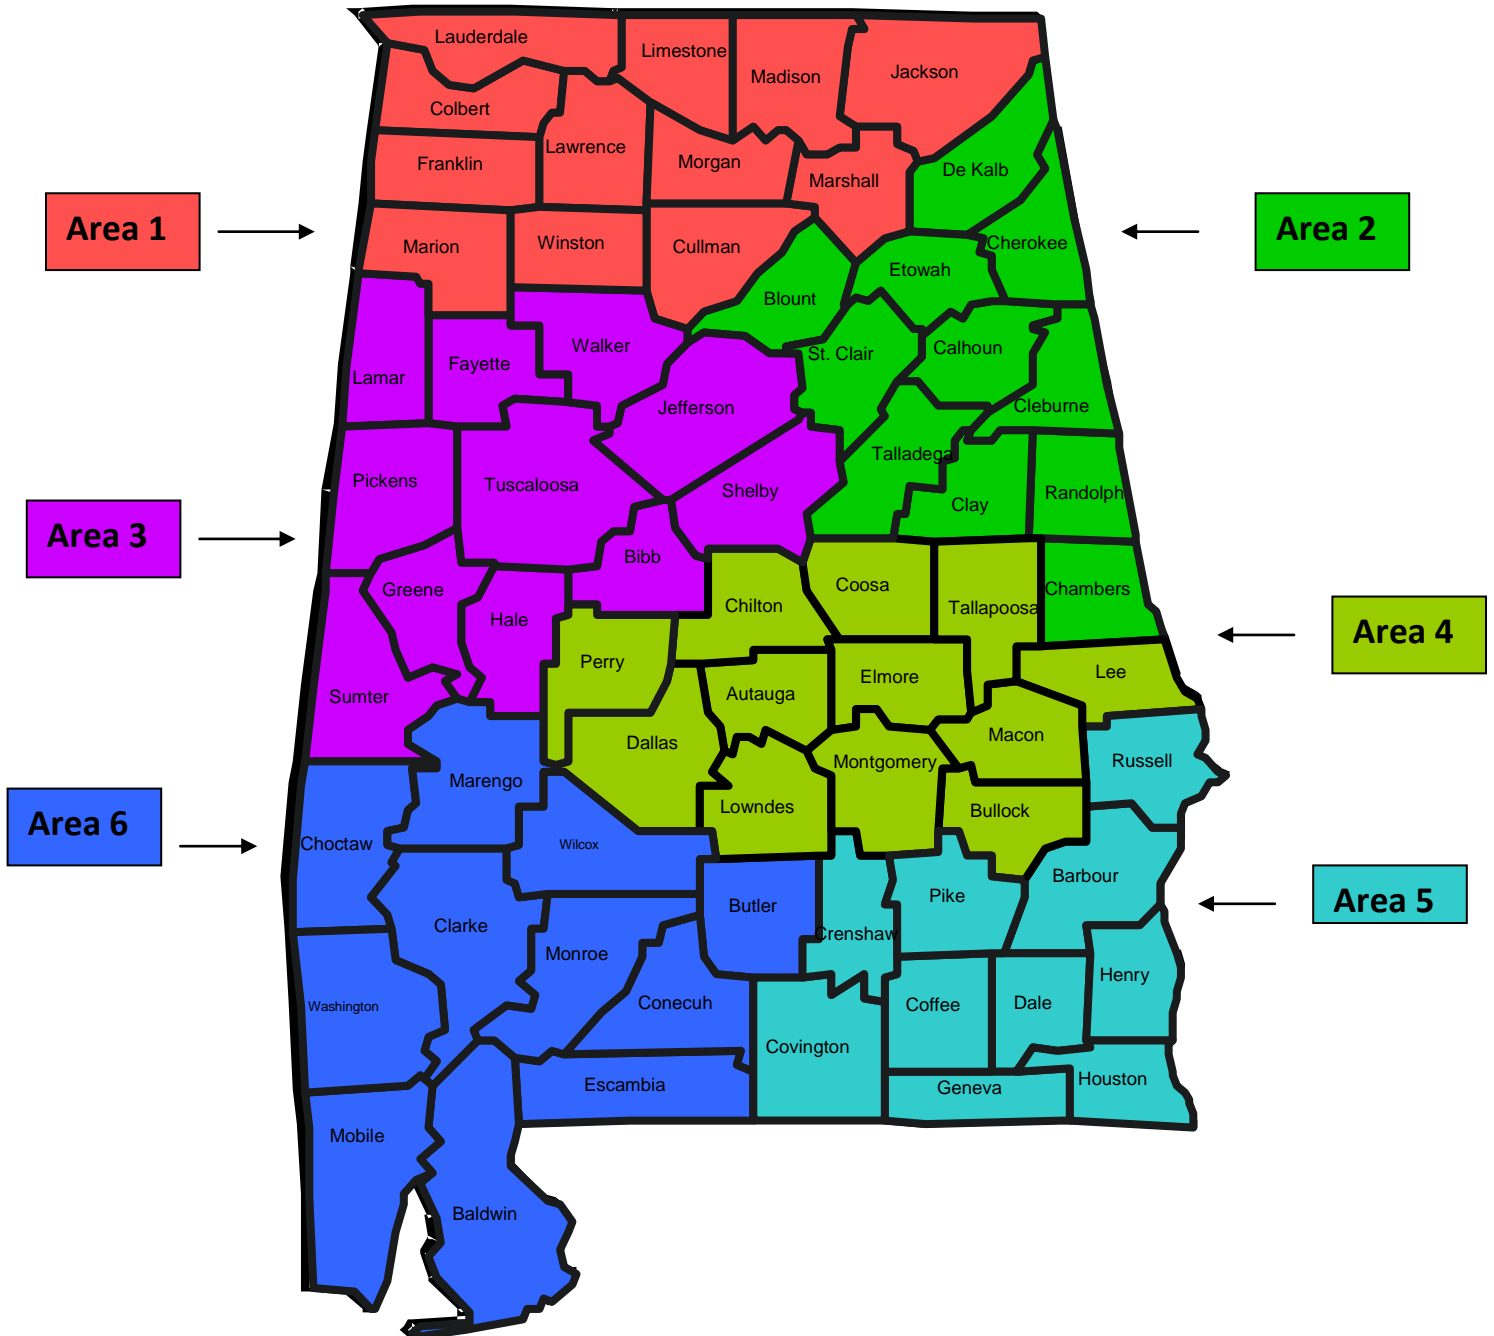 Lauderdale
Limestone
Madison
Jackson
Colbert
Lawrence
Morgan
Franklin
Marshall
De Kalb
Area 1
Area 2
Marion
Winston
Cullman
Cherokee
Etowah
Blount
Walker
St. Clair
Calhoun
Fayette
Lamar
Jefferson
Cleburne
Talladega
Pickens
Tuscaloosa
Shelby
Clay
Randolph
Area 3
Bibb
Greene
Coosa
Chambers
Chilton
Tallapoosa
Hale
Area 4
Perry
Elmore
Lee
Sumter
Autauga
Dallas
Macon
Montgomery
Russell
Marengo
Lowndes
Bullock
Area 6
Choctaw
Wilcox
Barbour
Pike
Butler
Area 5
Clarke
Crenshaw
Monroe
Henry
Washington
Conecuh
Coffee
Dale
Covington
Escambia
Geneva
Houston
Mobile
Baldwin